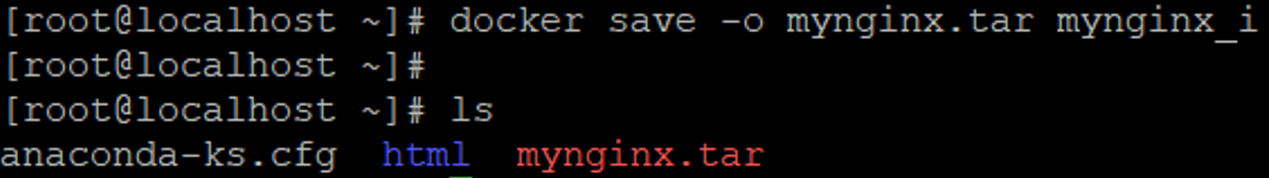 [root@localhost ~]# docker save -o mynginx.tar mynginx_i
[root@localhost ~]#
[root@localhost ~]# ls
anaconda-ks.cfg  html  mynginx.tar